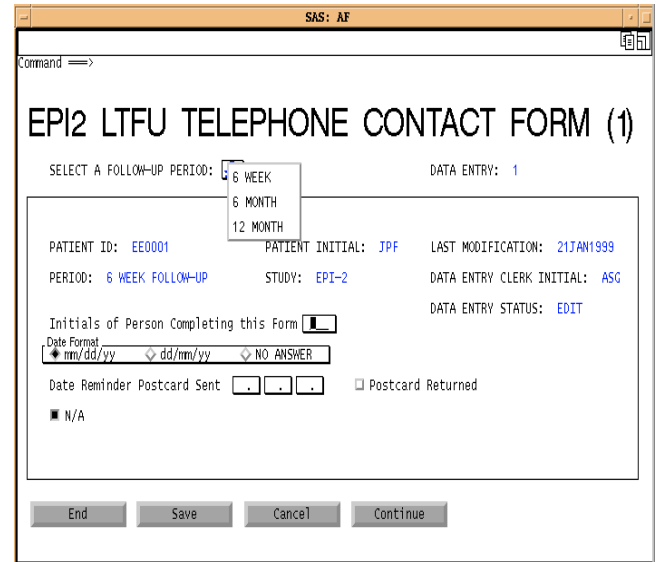 SAS: AF
Command ===>
EPI2 LTFU TELEPHONE CONTACT FORM (1)
SELECT A FOLLOW-UP PERIOD: DATA ENTRY: 1
6 WEEK
6 MONTH
12 MONTH
PATIENT ID: EE0001 PATIENT INITIAL: JPF LAST MODIFICATION: 21JAN1999
PERIOD: 6 WEEK FOLLOW-UP STUDY: EPI-2 DATA ENTRY CLERK INITIAL: ASG
DATA ENTRY STATUS: EDIT
Initials of Person Completing this Form
Date Format
mm/dd/yy dd/mm/yy NO ANSWER
Date Reminder Postcard Sent . . . Postcard Returned
N/A
End Save Cancel Continue